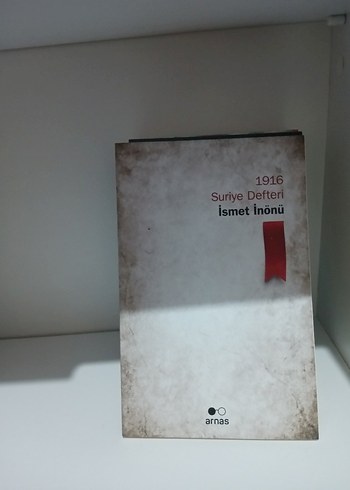 1916
Suriye Defteri
İsmet İnönü
arnas